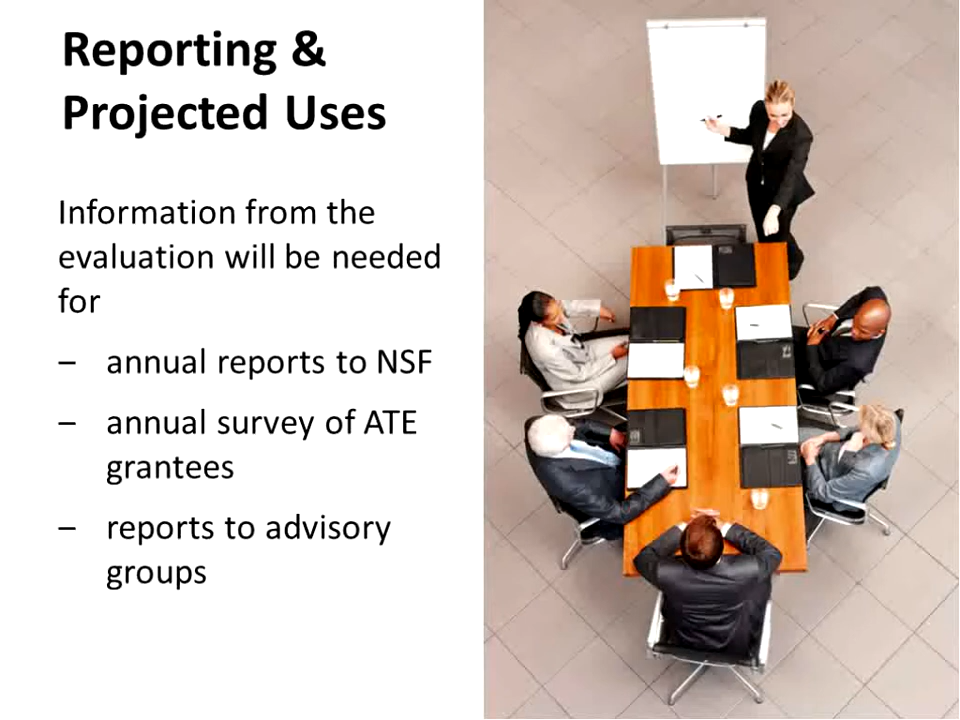 Reporting &
Projected Uses
Information from the
evaluation will be needed
for
– annual reports to NSF
– annual survey of ATE
grantees
– reports to advisory
groups